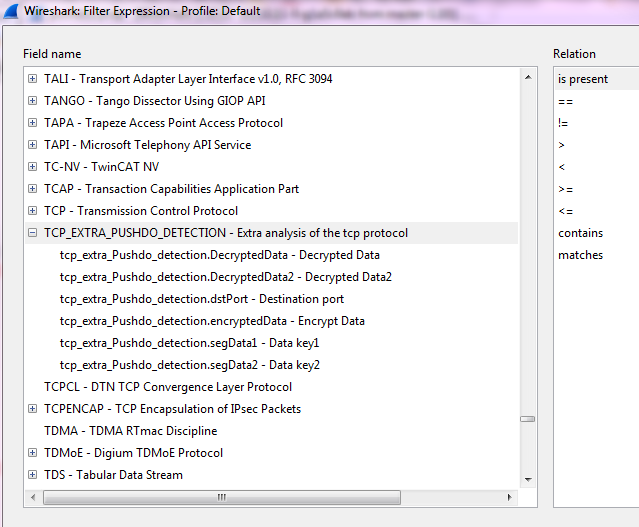 Wireshark: Filter Expression - Profile: Default
Field name
TALI - Transport Adapter Layer Interface v1.0, RFC 3094
TANGO - Tango Dissector Using GIOP API
TAPA - Trapeze Access Point Access Protocol
TAPI - Microsoft Telephony API Service
TC-NV - TwinCAT NV
TCAP - Transaction Capabilities Application Part
TCP - Transmission Control Protocol
TCP_EXTRA_PUSHDO_DETECTION - Extra analysis of the tcp protocol
tcp_extra_Pushdo_detection.DecryptedData - Decrypted Data
tcp_extra_Pushdo_detection.DecryptedData2 - Decrypted Data2
tcp_extra_Pushdo_detection.dstPort - Destination port
tcp_extra_Pushdo_detection.encryptedData - Encrypt Data
tcp_extra_Pushdo_detection.segData1 - Data key1
tcp_extra_Pushdo_detection.segData2 - Data key2
TCPCL - DTN TCP Convergence Layer Protocol
TCPENCAP - TCP Encapsulation of IPsec Packets
TDMA - TDMA RTmac Discipline
TDMoE - Digium TDMoE Protocol
TDS - Tabular Data Stream
Relation
is present
==
!=
>
<
>=
<=
contains
matches